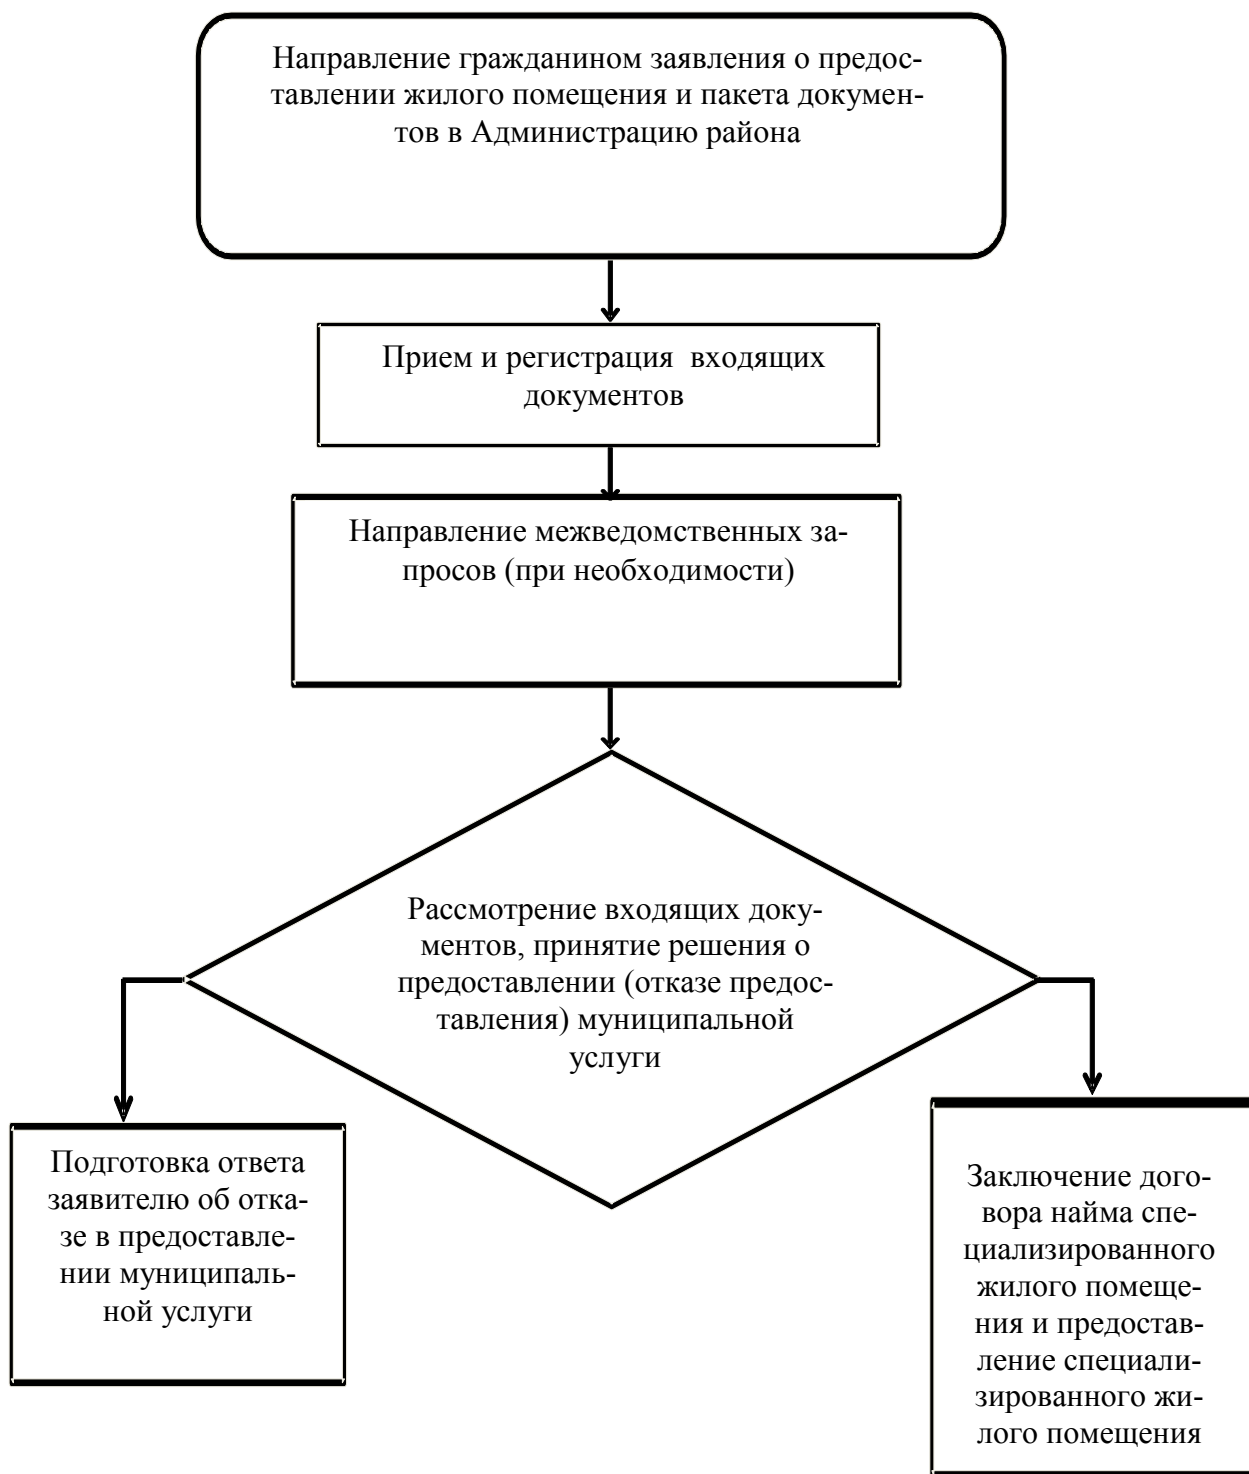 Направление гражданином заявления о предос-
тавлении жилого помещения и пакета докумен-
тов в Администрацию района
Прием и регистрация входящих
документов
Направление межведомственных за-
просов (при необходимости)
Рассмотрение входящих доку-
ментов, принятие решения о
предоставлении (отказе предос-
тавления) муниципальной
услуги
Подготовка ответа
заявителю об отка-
зе в предоставле-
нии муниципаль-
ной услуги
Заключение дого-
вора найма спе-
циализированного
жилого помеще-
ния и предостав-
ление специали-
зированного жи-
лого помещения